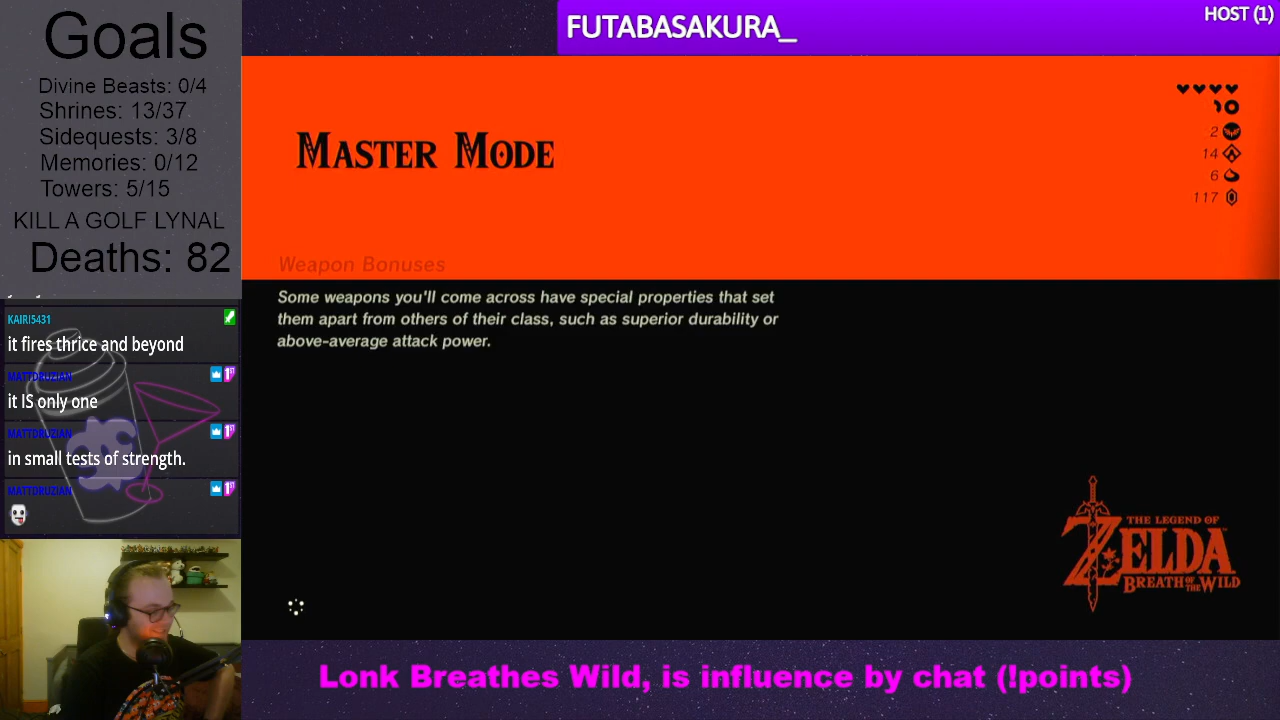 Goals
Divine Beasts: 0/4
Shrines: 13/37
Sidequests: 3/8
Memories: 0/12
Towers: 5/15
KILL A GOLF LYNAL
Deaths: 82
KAIRI5431
it fires thrice and beyond
MATTDRUZIAN
it IS only one
MATTDRUZIAN
in small tests of strength.
MATTDRUZIAN
FUTABASAKURA_
HOST (1)
MASTER MODE
2
14
6
117
Weapon Bonuses
Some weapons you'll come across have special properties that set
them apart from others of their class, such as superior durability or
above-average attack power.
THE LEGEND OF
ZELDA
BREATH OF THE WILD
Lonk Breathes Wild, is influence by chat (!points)